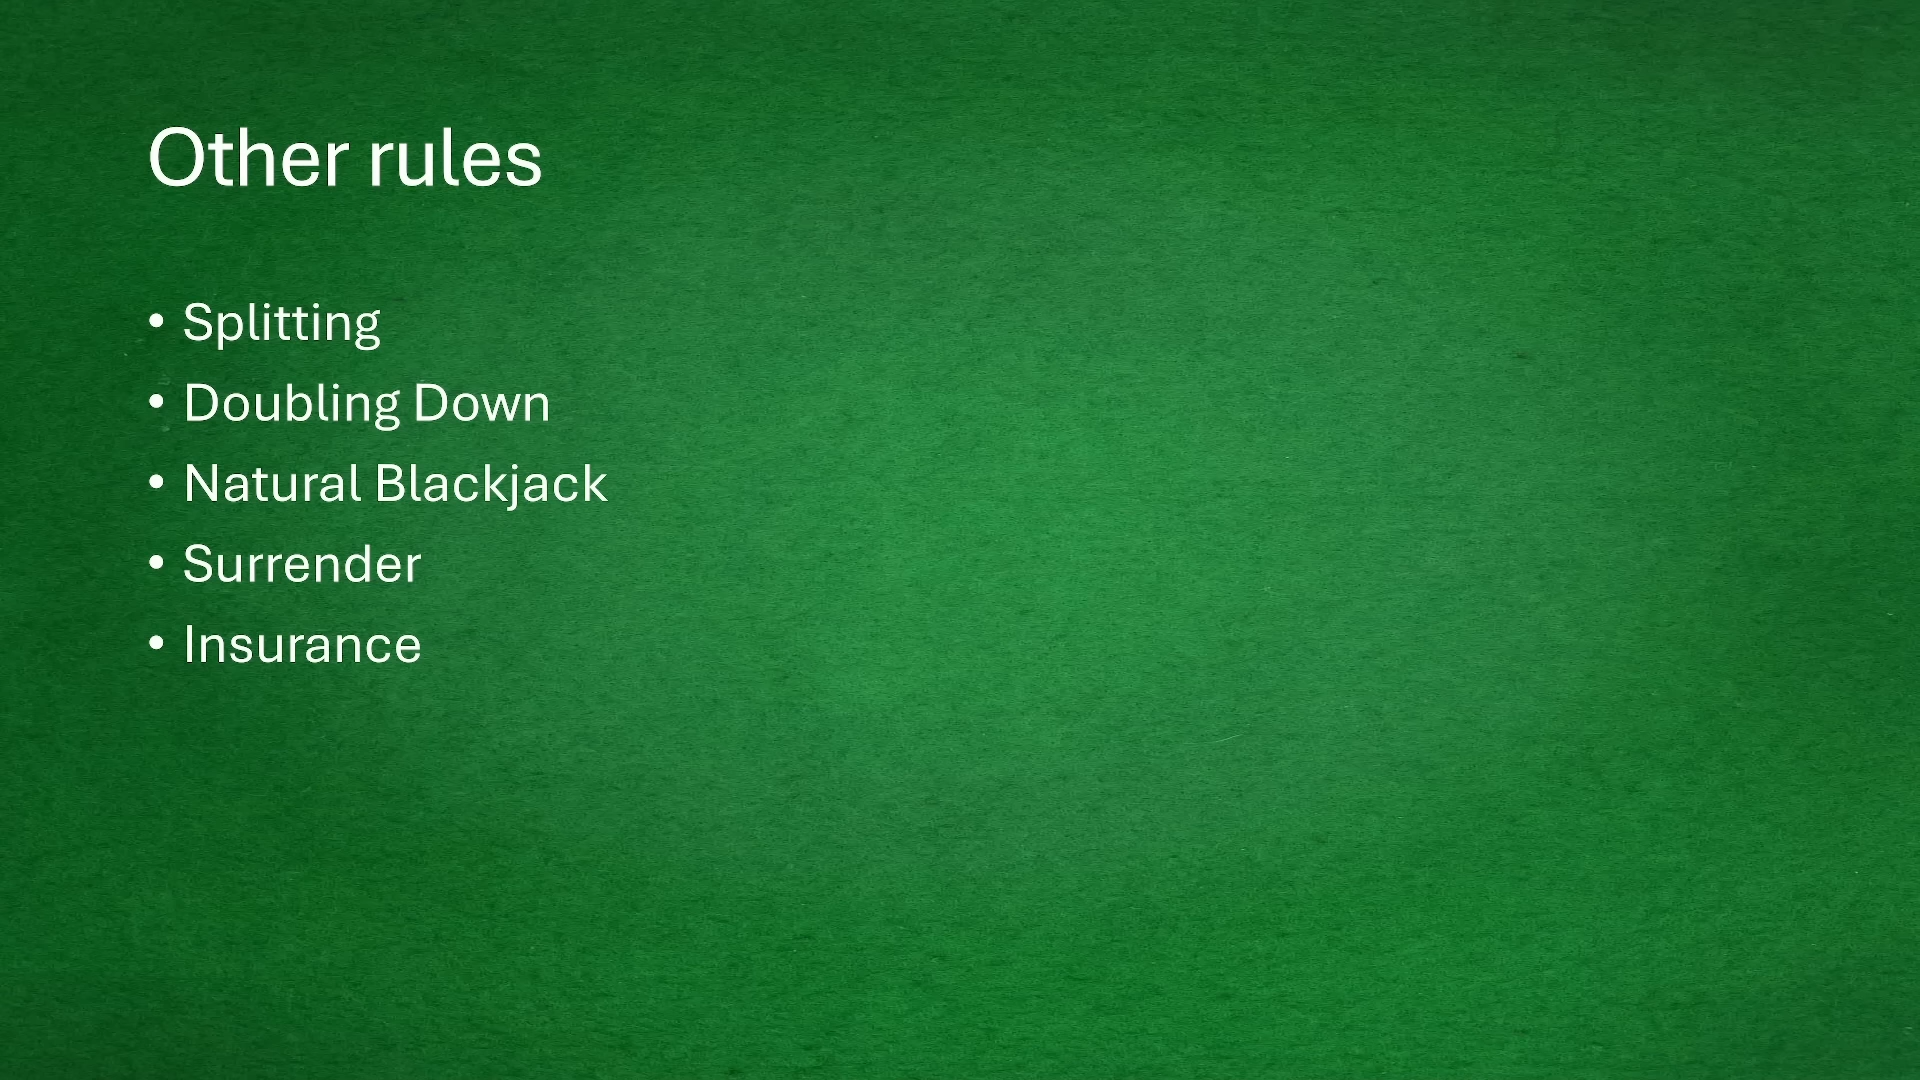 Other rules
• Splitting
• Doubling Down
• Natural Blackjack
• Surrender
• Insurance